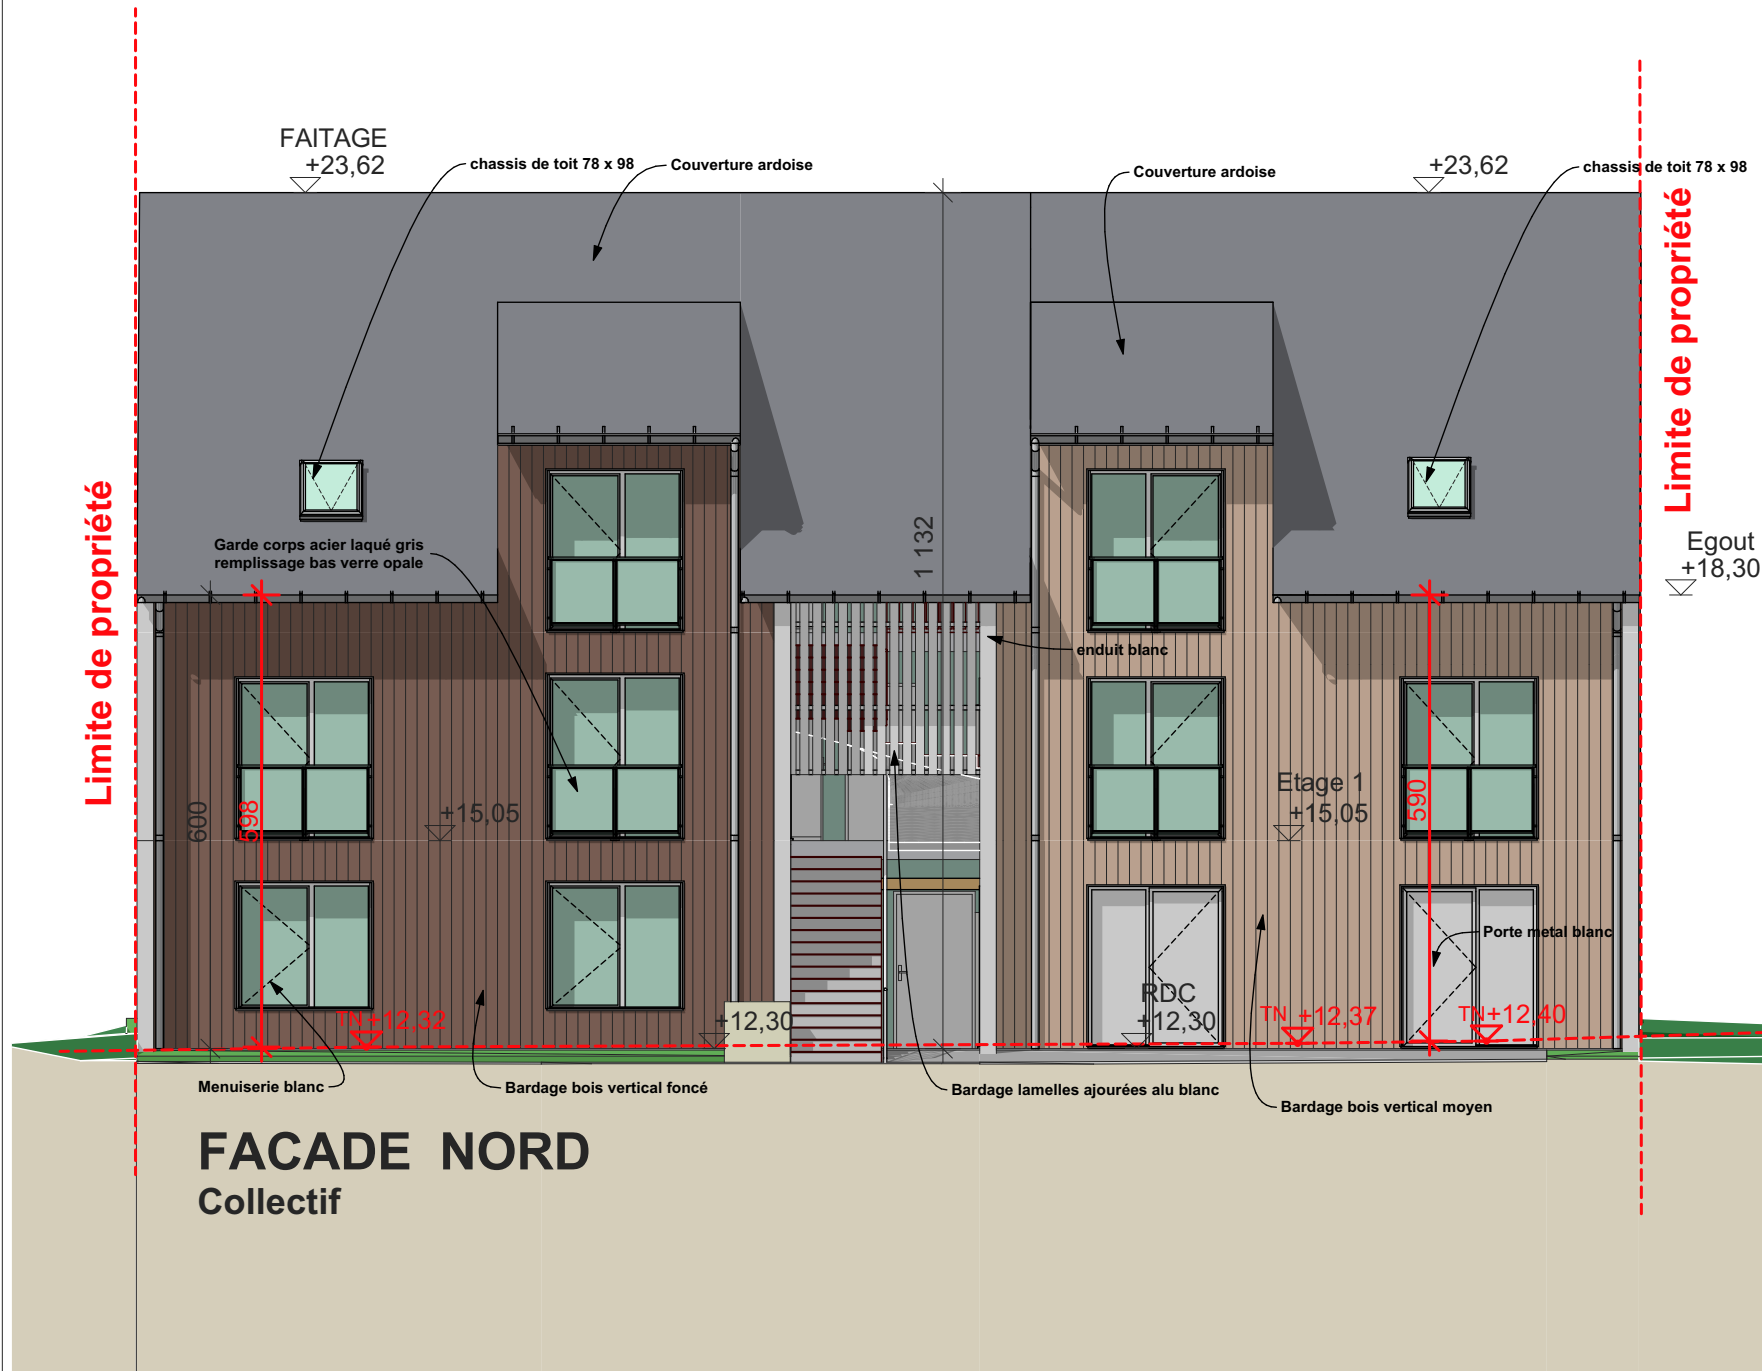 FAITAGE
+23,62
chassis de toit 78 x 98
Couverture ardoise
Couverture ardoise
+23,62
chassis de toit 78 x 98
Limite de propriété
Limite de propriété
Egout
+18,30
Garde corps acier laqué gris
remplissage bas verre opale
1 132
enduit blanc
600
598
+15,05
Etage 1
+15,05
590
Porte metal blanc
TN+12,32
+12,30
RDC
+12,30
TN +12,37
TN+12,40
Menuiserie blanc
Bardage bois vertical foncé
Bardage lamelles ajourées alu blanc
Bardage bois vertical moyen
FACADE NORD
Collectif